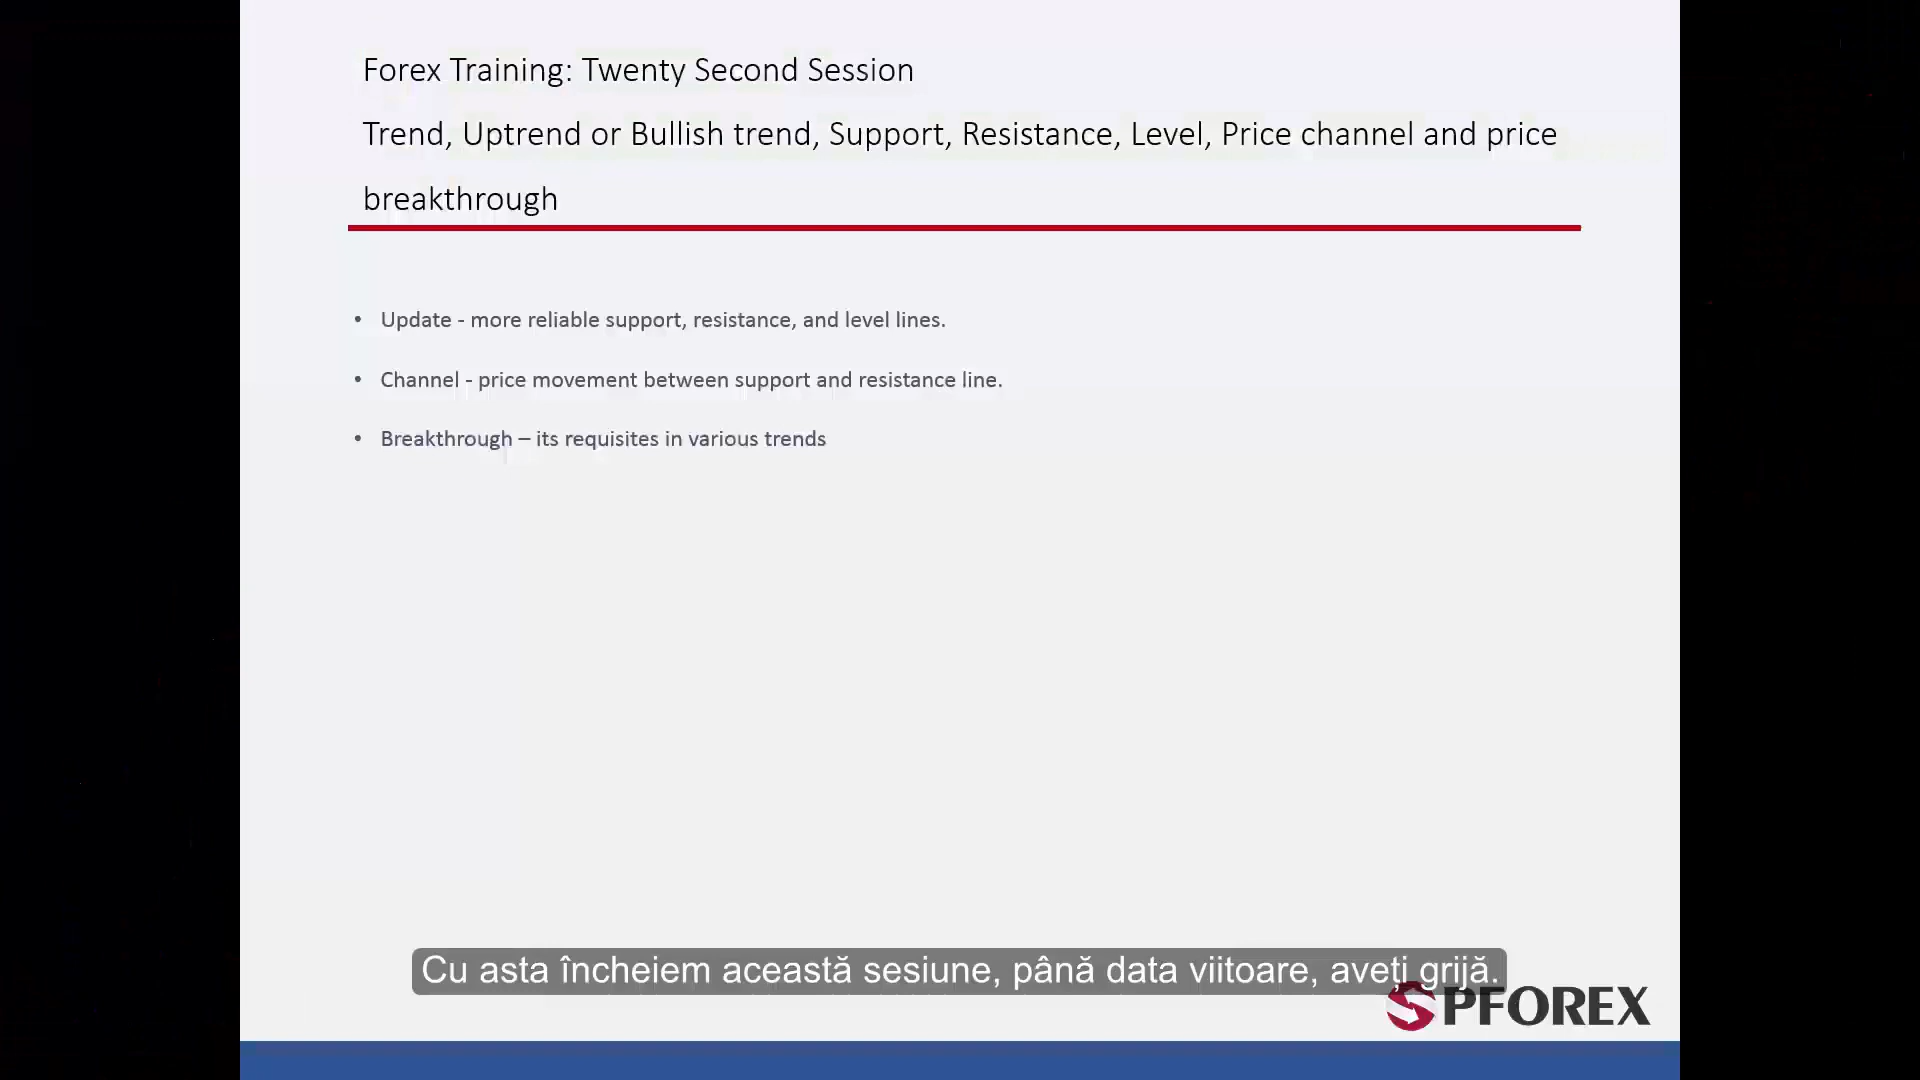 Forex Training: Twenty Second Session
Trend, Uptrend or Bullish trend, Support, Resistance, Level, Price channel and price
breakthrough
• Update - more reliable support, resistance, and level lines.
• Channel - price movement between support and resistance line.
• Breakthrough – its requisites in various trends
Cu asta încheiem această sesiune, până data viitoare, aveți grijă.
SPFOREX